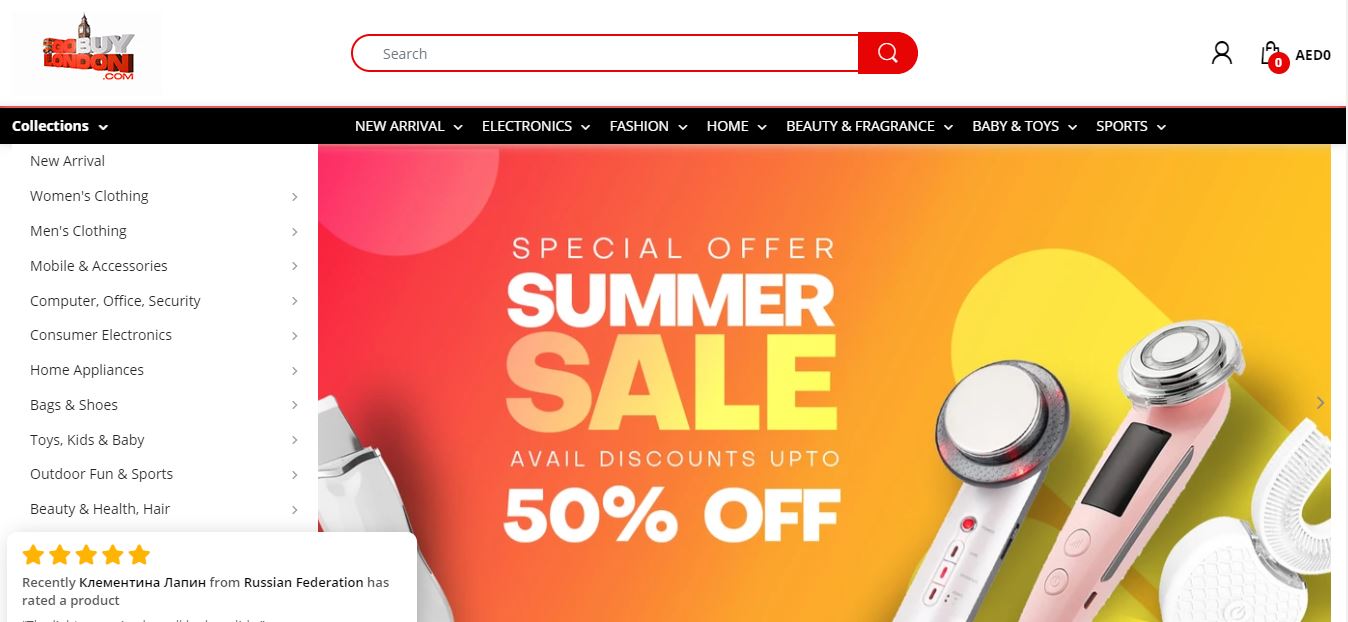 GO BUY
LONDON
.COM
Search
0
AED0
Collections
NEW ARRIVAL
ELECTRONICS
FASHION
HOME
BEAUTY & FRAGRANCE
BABY & TOYS
SPORTS
New Arrival
Women's Clothing
Men's Clothing
Mobile & Accessories
Computer, Office, Security
Consumer Electronics
Home Appliances
Bags & Shoes
Toys, Kids & Baby
Outdoor Fun & Sports
Beauty & Health, Hair
SPECIAL OFFER
SUMMER
SALE
AVAIL DISCOUNTS UPTO
50% OFF
Recently Клементина Лапин from Russian Federation has
rated a product